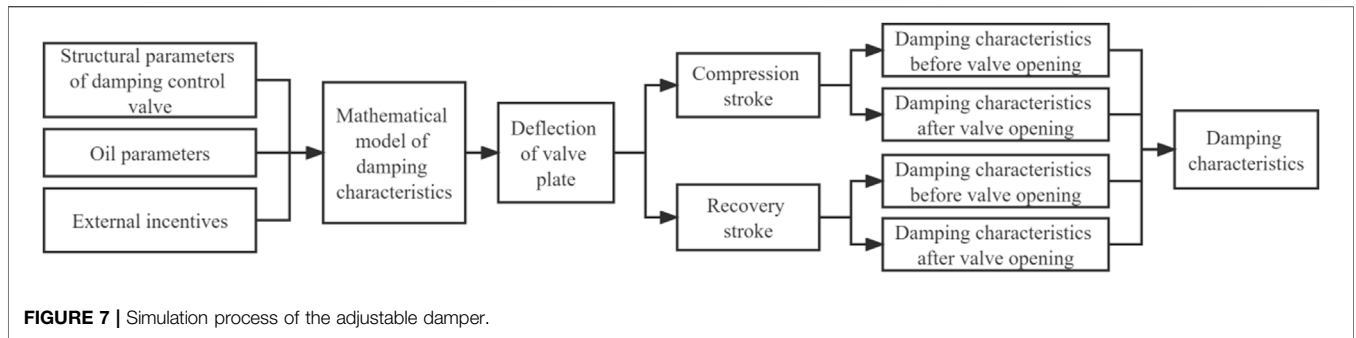 Structural parameters
of damping control
valve
Oil parameters
External incentives
Mathematical
model of
damping
characteristics
Deflection
of valve
plate
Compression
stroke
Recovery
stroke
Damping characteristics
before valve opening
Damping characteristics
after valve opening
Damping characteristics
before valve opening
Damping characteristics
after valve opening
Damping
characteristics
FIGURE 7 | Simulation process of the adjustable damper.